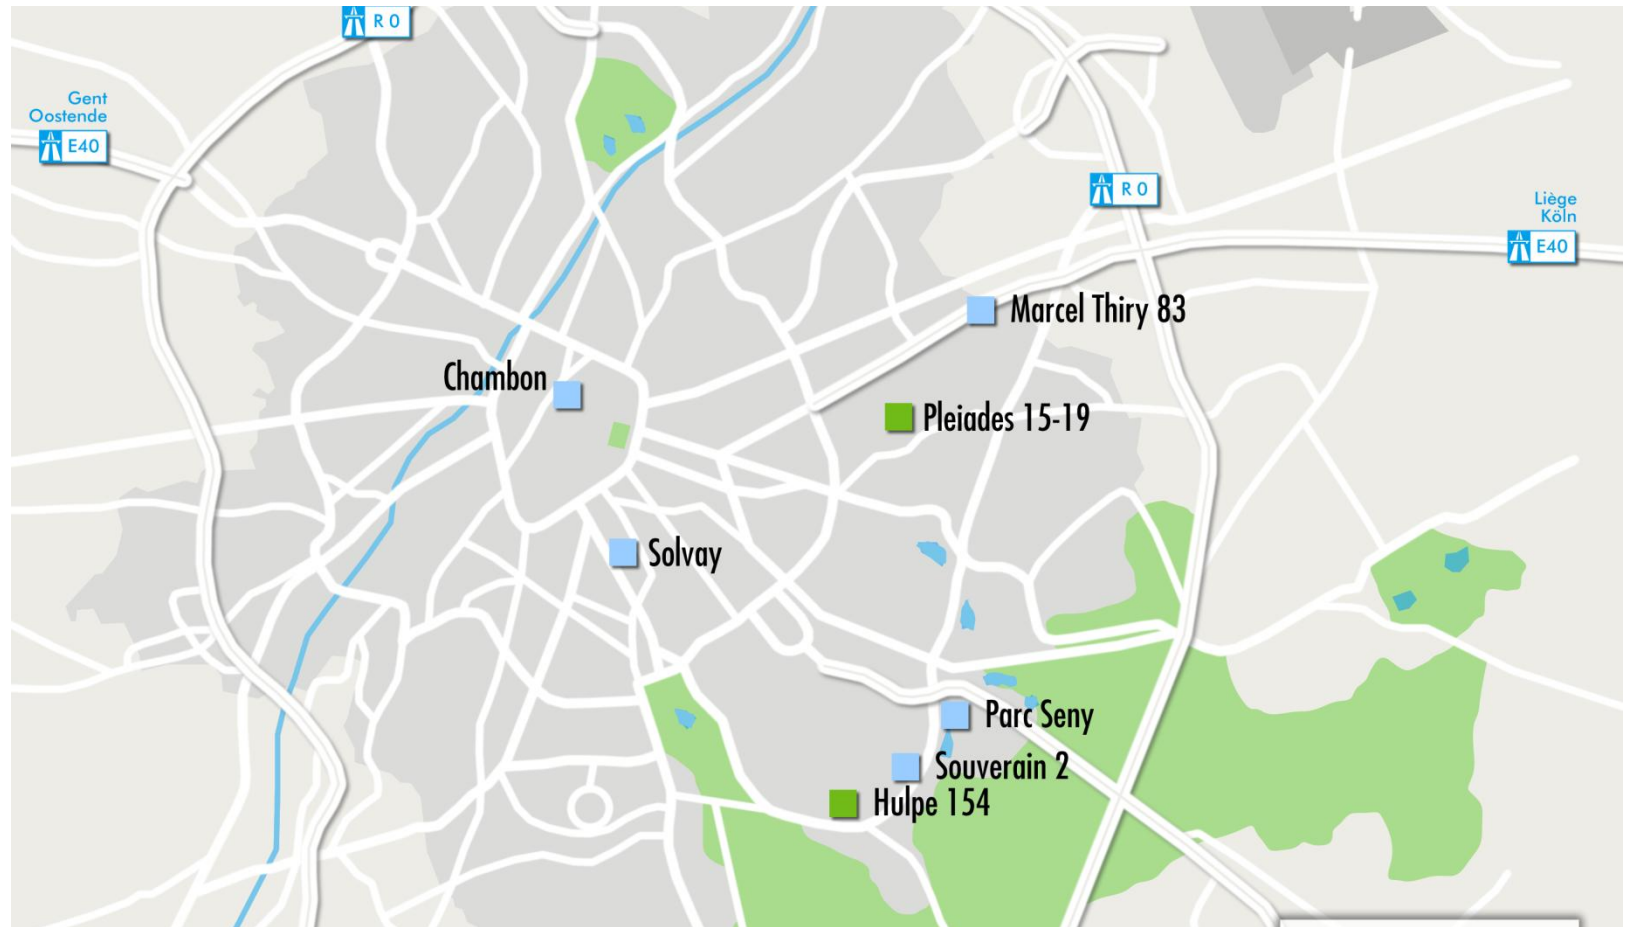 R 0
Gent
Oostende
E40
R 0
Liège
Köln
E40
Marcel Thiry 83
Chambon
Pleiades 15-19
Solvay
Parc Seny
Souverain 2
Hulpe 154